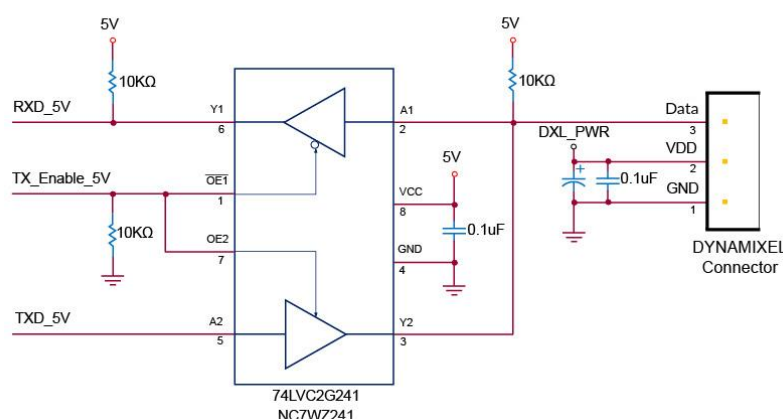 5V
5V
10KΩ
10KΩ
RXD_5V
Y1
6
A1
2
Data
3
DXL_PWR
VDD
2
TX_Enable_5V
OE1
1
5V
VCC
8
+
0.1uF
GND
1
10KΩ
OE2
7
0.1uF
GND
4
DYNAMIXEL
Connector
TXD_5V
A2
5
Y2
3
74LVC2G241
NC7WZ241